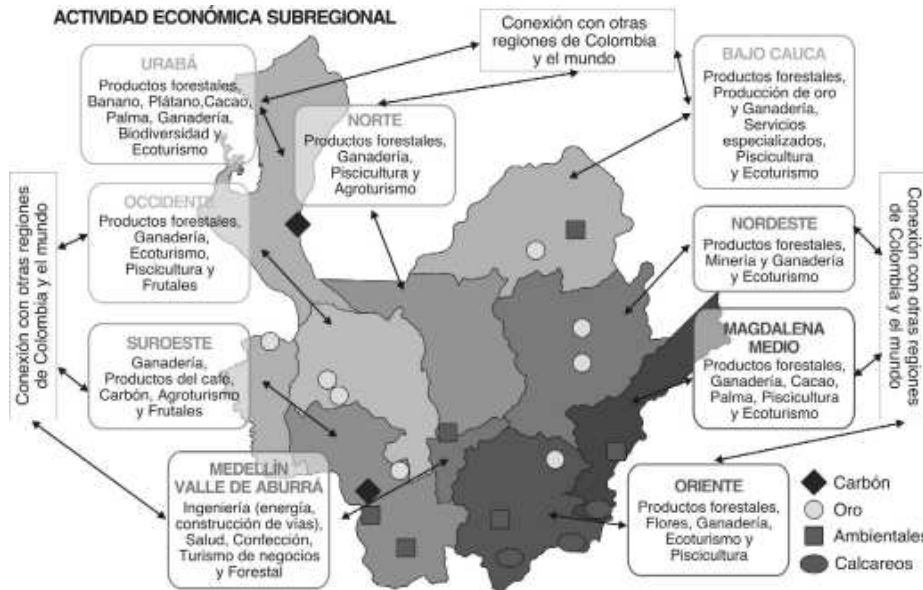 ACTIVIDAD ECONÓMICA SUBREGIONAL
Conexión con otras
regiones de Colombia
y el mundo
URABÁ
Productos forestales,
Banano, Plátano,Cacao,
Palma, Ganadería,
Biodiversidad y
Ecoturismo
NORTE
Productos forestales,
Ganadería,
Piscicultura y
Agroturismo
BAJO CAUCA
Productos forestales,
Producción de oro
y Ganadería,
Servicios
especializados,
Piscicultura
y Ecoturismo
Conexión con otras regiones
de Colombia y el mundo
OCCIDENTE
Productos forestales,
Ganadería,
Ecoturismo,
Piscicultura y
Frutales
NORDESTE
Productos forestales,
Minería y Ganadería
y Ecoturismo
Conexión con otras regiones
de Colombia y el mundo
SUROESTE
Ganadería,
Productos del café,
Carbón, Agroturismo
y Frutales
MAGDALENA
MEDIO
Productos forestales,
Ganadería, Cacao,
Palma, Piscicultura
y Ecoturismo
MEDELLÍN
VALLE DE ABURRÁ
Ingeniería (energía,
construcción de vías),
Salud, Confección,
Turismo de negocios
y Forestal
ORIENTE
Productos forestales,
Flores, Ganadería,
Ecoturismo y
Piscicultura
Carbón
Oro
Ambientales
Calcareos